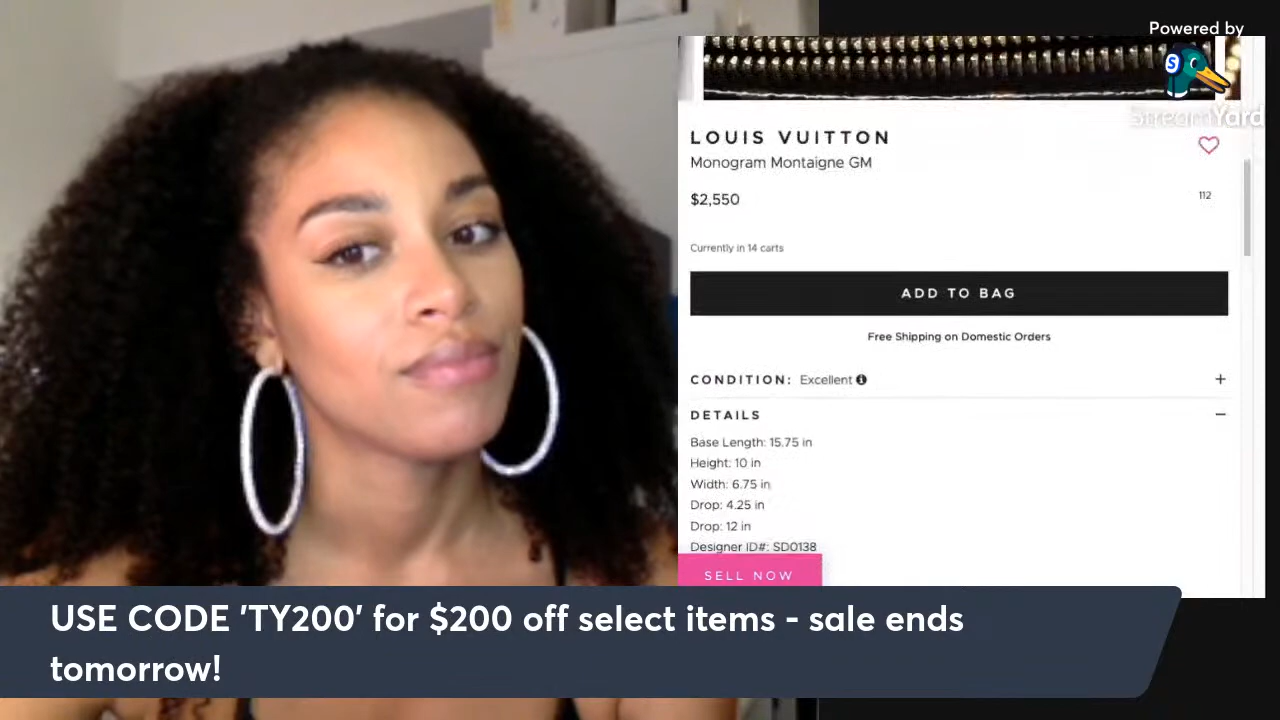 Powered by
S
StreamYard
LOUIS VUITTON
Monogram Montaigne GM
$2,550
112
Currently in 14 carts
ADD TO BAG
Free Shipping on Domestic Orders
CONDITION: Excellent
DETAILS
Base Length: 15.75 in
Height: 10 in
Width: 6.75 in
Drop: 4.25 in
Drop: 12 in
Designer ID#: SD0138
SELL NOW
USE CODE 'TY200' for $200 off select items - sale ends
tomorrow!